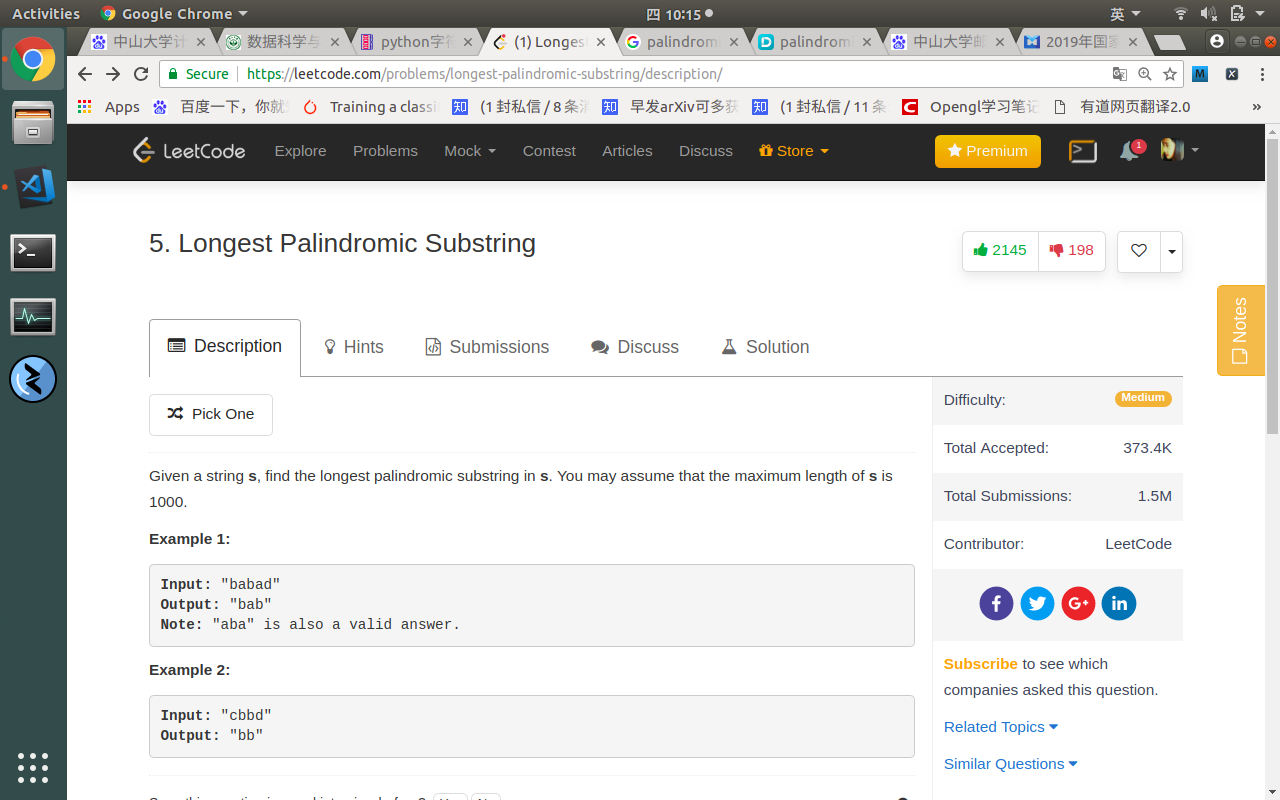 Activities Google Chrome 四 10:15 英
中山大学计 数据科学与 python字符 (1) Longest palindromi palindromi 中山大学邮 2019年国家
Secure https://leetcode.com/problems/longest-palindromic-substring/description/
Apps 百度一下，你就 Training a classi (1 封私信 / 8 条消 早发arXiv可多获 (1 封私信 / 11 条 Opengl学习笔记 有道网页翻译2.0 »
LeetCode Explore Problems Mock Contest Articles Discuss Store Premium 1
5. Longest Palindromic Substring
2145 198
Notes
Description Hints Submissions Discuss Solution
Pick One
Given a string s, find the longest palindromic substring in s. You may assume that the maximum length of s is
1000.
Example 1:
Input: "babad"
Output: "bab"
Note: "aba" is also a valid answer.
Example 2:
Input: "cbbd"
Output: "bb"
Difficulty: Medium
Total Accepted: 373.4K
Total Submissions: 1.5M
Contributor: LeetCode
Subscribe to see which
companies asked this question.
Related Topics
Similar Questions